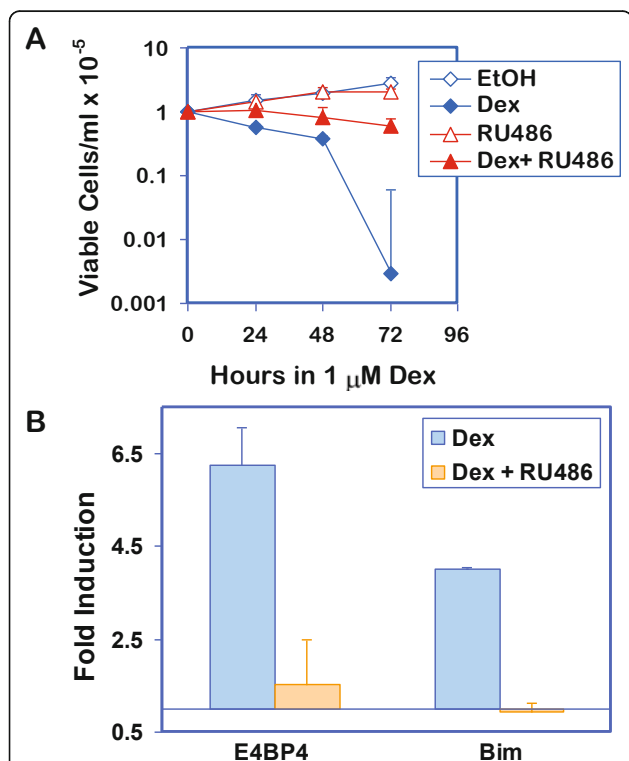 A
Viable Cells/ml x 10-5
10
1
0.1
0.01
0.001
0 24 48 72 96
Hours in 1 μM Dex
EtOH
Dex
RU486
Dex+ RU486
B
Fold Induction
6.5
4.5
2.5
0.5
E4BP4 Bim
Dex
Dex + RU486